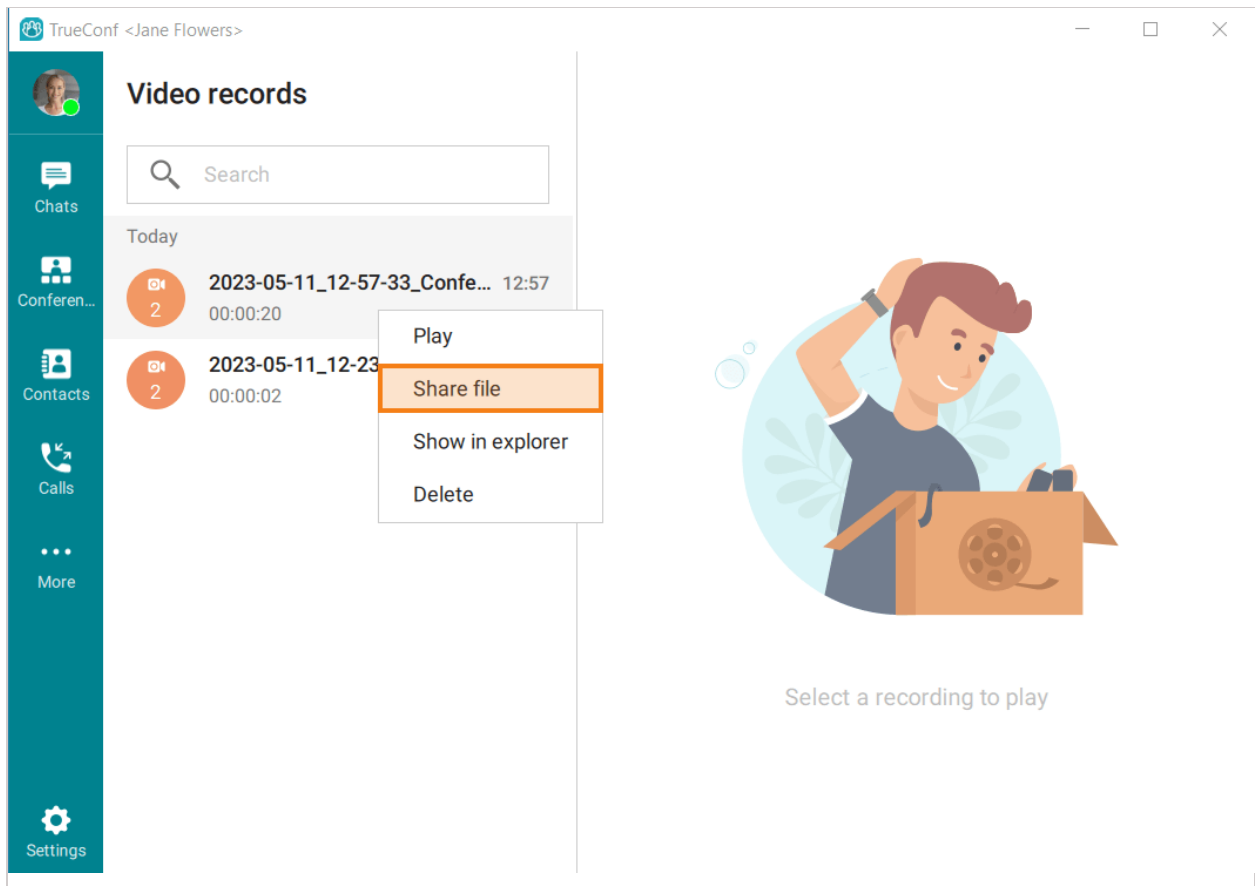 TrueConf <Jane Flowers>
Video records
Search
Chats
Today
2023-05-11_12-57-33_Confe... 12:57
2
00:00:20
Conferen...
Play
2023-05-11_12-23
2
00:00:02
Share file
Contacts
Show in explorer
Calls
Delete
More
Select a recording to play
Settings